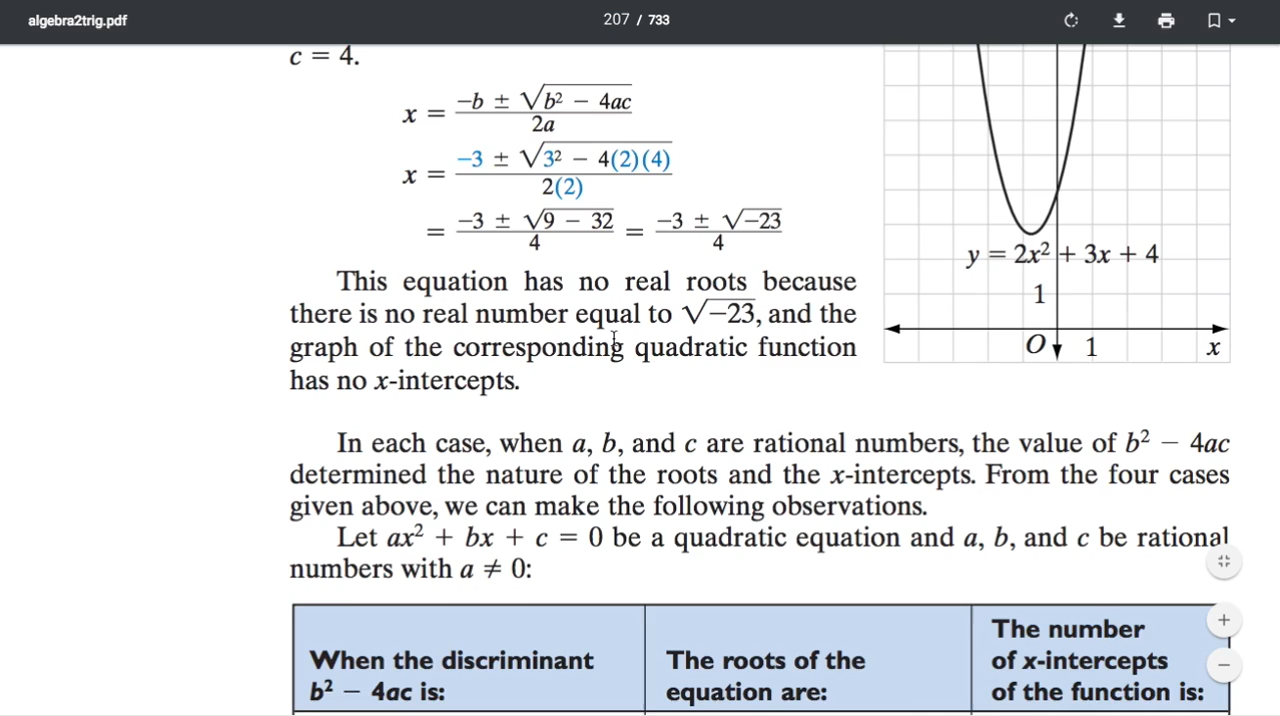 algebra2trig.pdf
207 / 733
c = 4.
x = −b ± √b² − 4ac / 2a
x = −3 ± √3² − 4(2)(4) / 2(2)
= −3 ± √9 − 32 / 4 = −3 ± √−23 / 4
This equation has no real roots because
there is no real number equal to √−23, and the
graph of the corresponding quadratic function
has no x-intercepts.
y = 2x² + 3x + 4
1
O 1 x
In each case, when a, b, and c are rational numbers, the value of b² − 4ac
determined the nature of the roots and the x-intercepts. From the four cases
given above, we can make the following observations.
Let ax² + bx + c = 0 be a quadratic equation and a, b, and c be rational
numbers with a ≠ 0:
When the discriminant
b² − 4ac is:
The roots of the
equation are:
The number
of x-intercepts
of the function is: